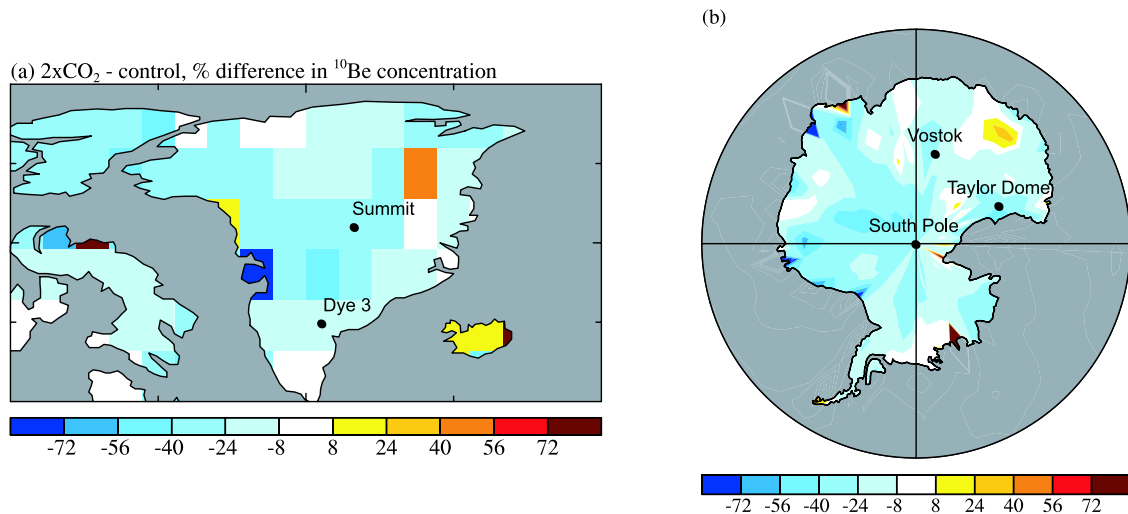 (a) 2xCO₂ - control, % difference in ¹⁰Be concentration
Summit
Dye 3
-72 -56 -40 -24 -8 8 24 40 56 72
(b)
Vostok
Taylor Dome
South Pole
-72 -56 -40 -24 -8 8 24 40 56 72